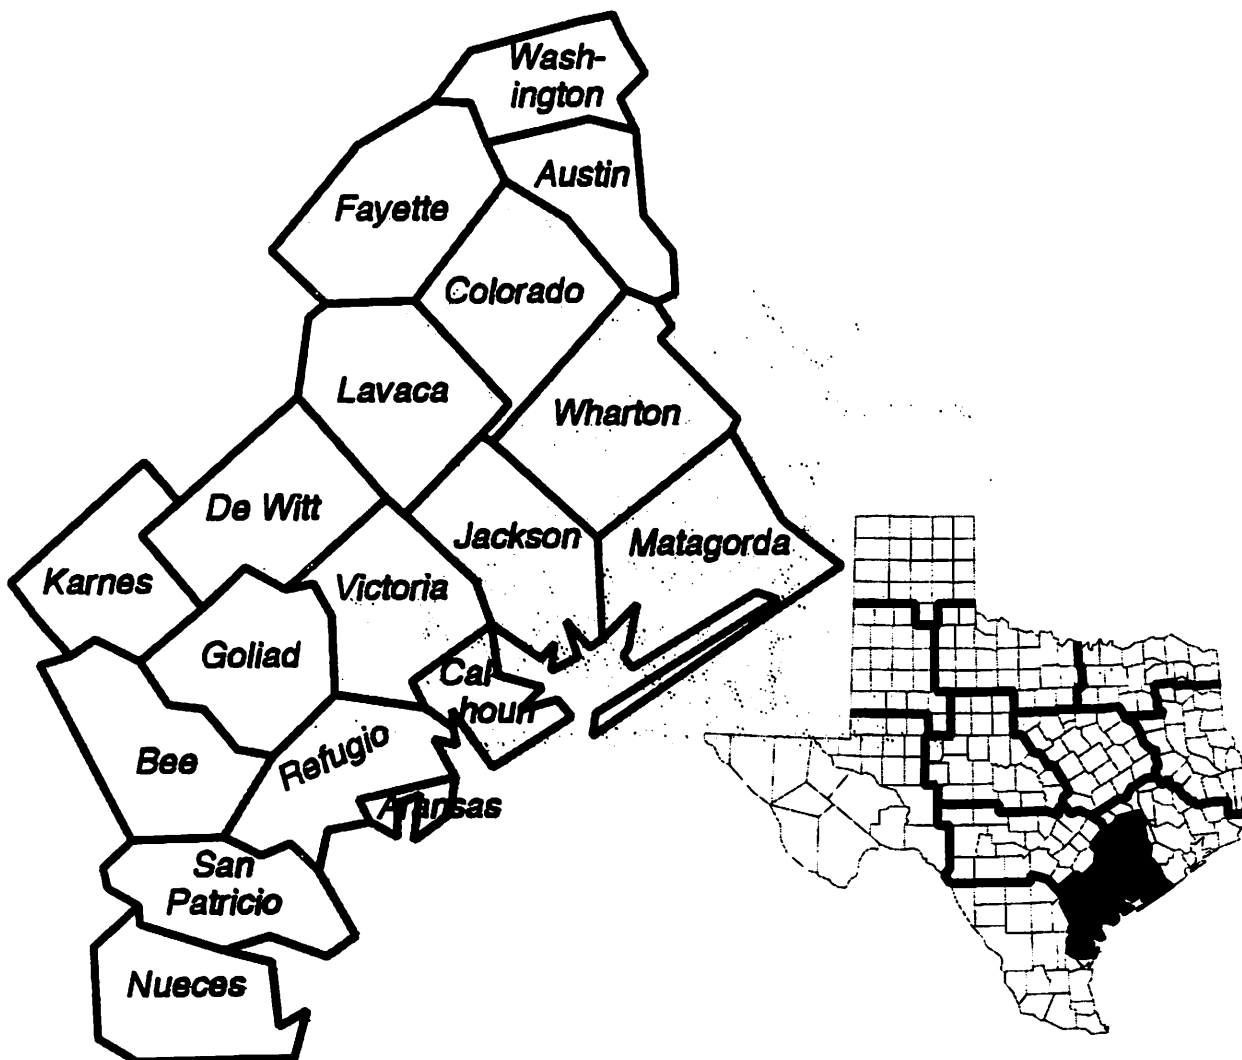 Wash-
ington
Austin
Fayette
Colorado
Lavaca
Wharton
De Witt
Jackson
Matagorda
Karnes
Victoria
Goliad
Cal-
houn
Refugio
Bee
Aransas
San
Patricio
Nueces